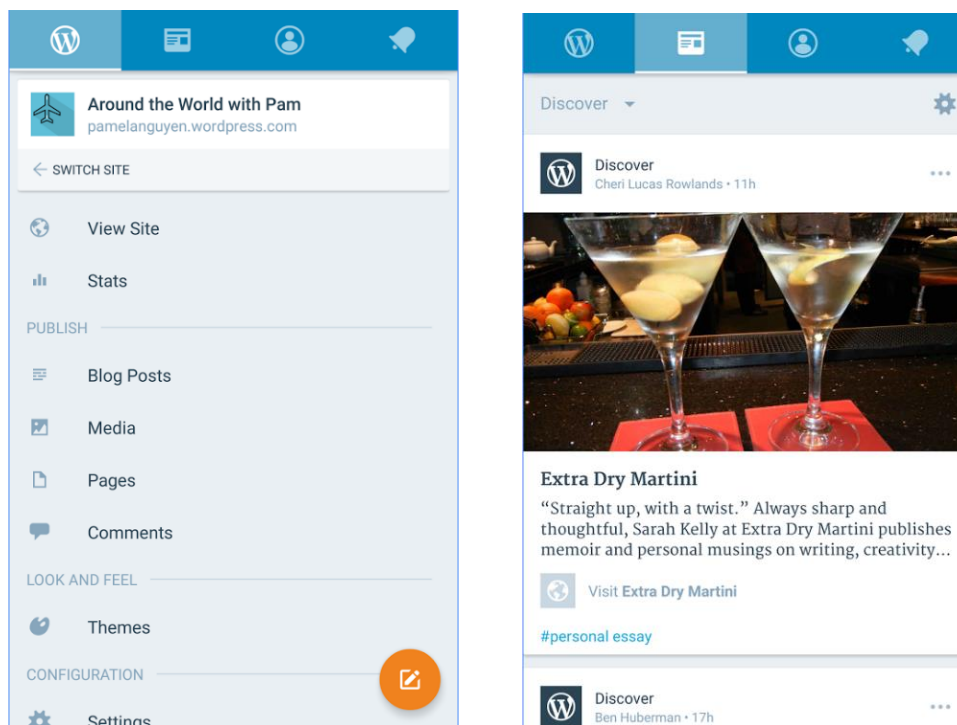 Around the World with Pam
pamelanguyen.wordpress.com
SWITCH SITE
View Site
Stats
PUBLISH
Blog Posts
Media
Pages
Comments
LOOK AND FEEL
Themes
CONFIGURATION
Settings
Discover
Discover
Cheri Lucas Rowlands • 11h
Extra Dry Martini
“Straight up, with a twist.” Always sharp and
thoughtful, Sarah Kelly at Extra Dry Martini publishes
memoir and personal musings on writing, creativity...
Visit Extra Dry Martini
#personal essay
Discover
Ben Huberman • 17h